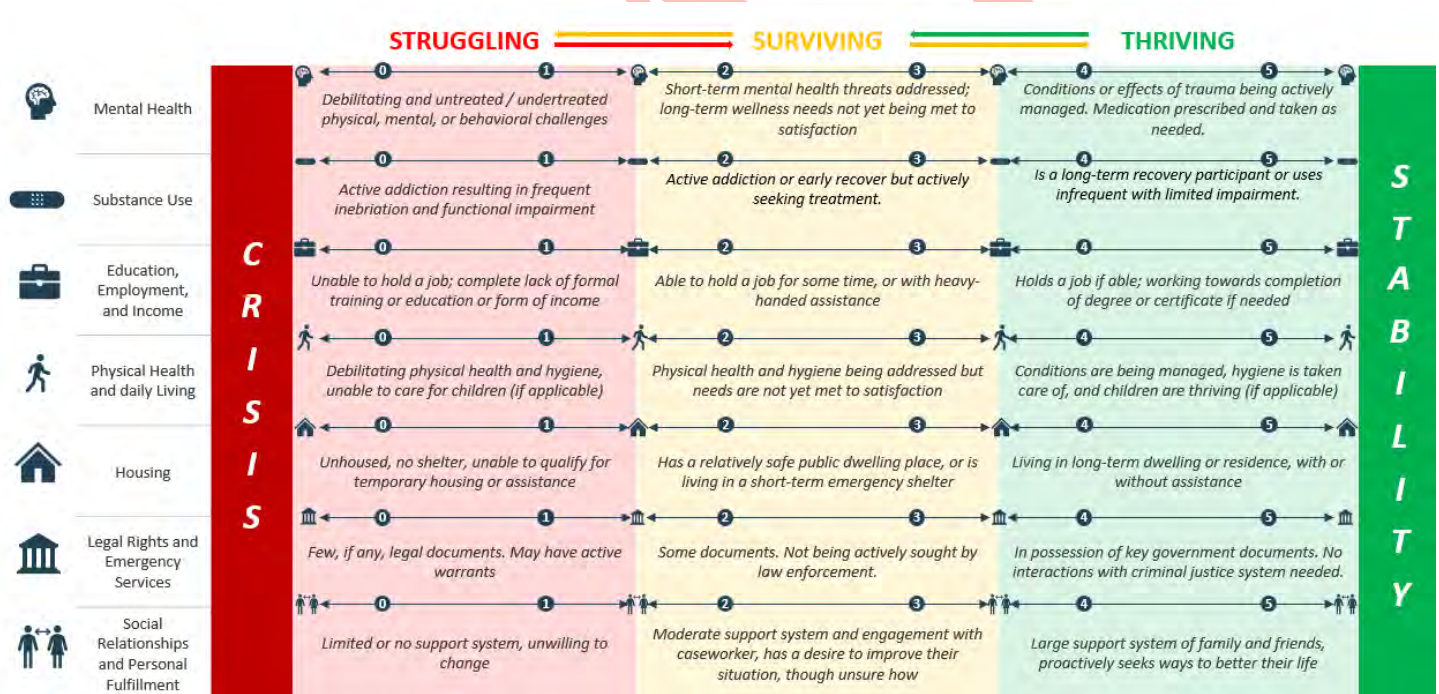 STRUGGLING SURVIVING THRIVING
CRISIS
STABILITY
Mental Health
0 1 2 3 4 5
Debilitating and untreated / undertreated
physical, mental, or behavioral challenges
Short-term mental health threats addressed;
long-term wellness needs not yet being met to
satisfaction
Conditions or effects of trauma being actively
managed. Medication prescribed and taken as
needed.
Substance Use
0 1 2 3 4 5
Active addiction resulting in frequent
inebriation and functional impairment
Active addiction or early recover but actively
seeking treatment.
Is a long-term recovery participant or uses
infrequent with limited impairment.
Education,
Employment,
and Income
0 1 2 3 4 5
Unable to hold a job; complete lack of formal
training or education or form of income
Able to hold a job for some time, or with heavy-
handed assistance
Holds a job if able; working towards completion
of degree or certificate if needed
Physical Health
and daily Living
0 1 2 3 4 5
Debilitating physical health and hygiene,
unable to care for children (if applicable)
Physical health and hygiene being addressed but
needs are not yet met to satisfaction
Conditions are being managed, hygiene is taken
care of, and children are thriving (if applicable)
Housing
0 1 2 3 4 5
Unhoused, no shelter, unable to qualify for
temporary housing or assistance
Has a relatively safe public dwelling place, or is
living in a short-term emergency shelter
Living in long-term dwelling or residence, with or
without assistance
Legal Rights and
Emergency
Services
0 1 2 3 4 5
Few, if any, legal documents. May have active
warrants
Some documents. Not being actively sought by
law enforcement.
In possession of key government documents. No
interactions with criminal justice system needed.
Social
Relationships
and Personal
Fulfillment
0 1 2 3 4 5
Limited or no support system, unwilling to
change
Moderate support system and engagement with
caseworker, has a desire to improve their
situation, though unsure how
Large support system of family and friends,
proactively seeks ways to better their life